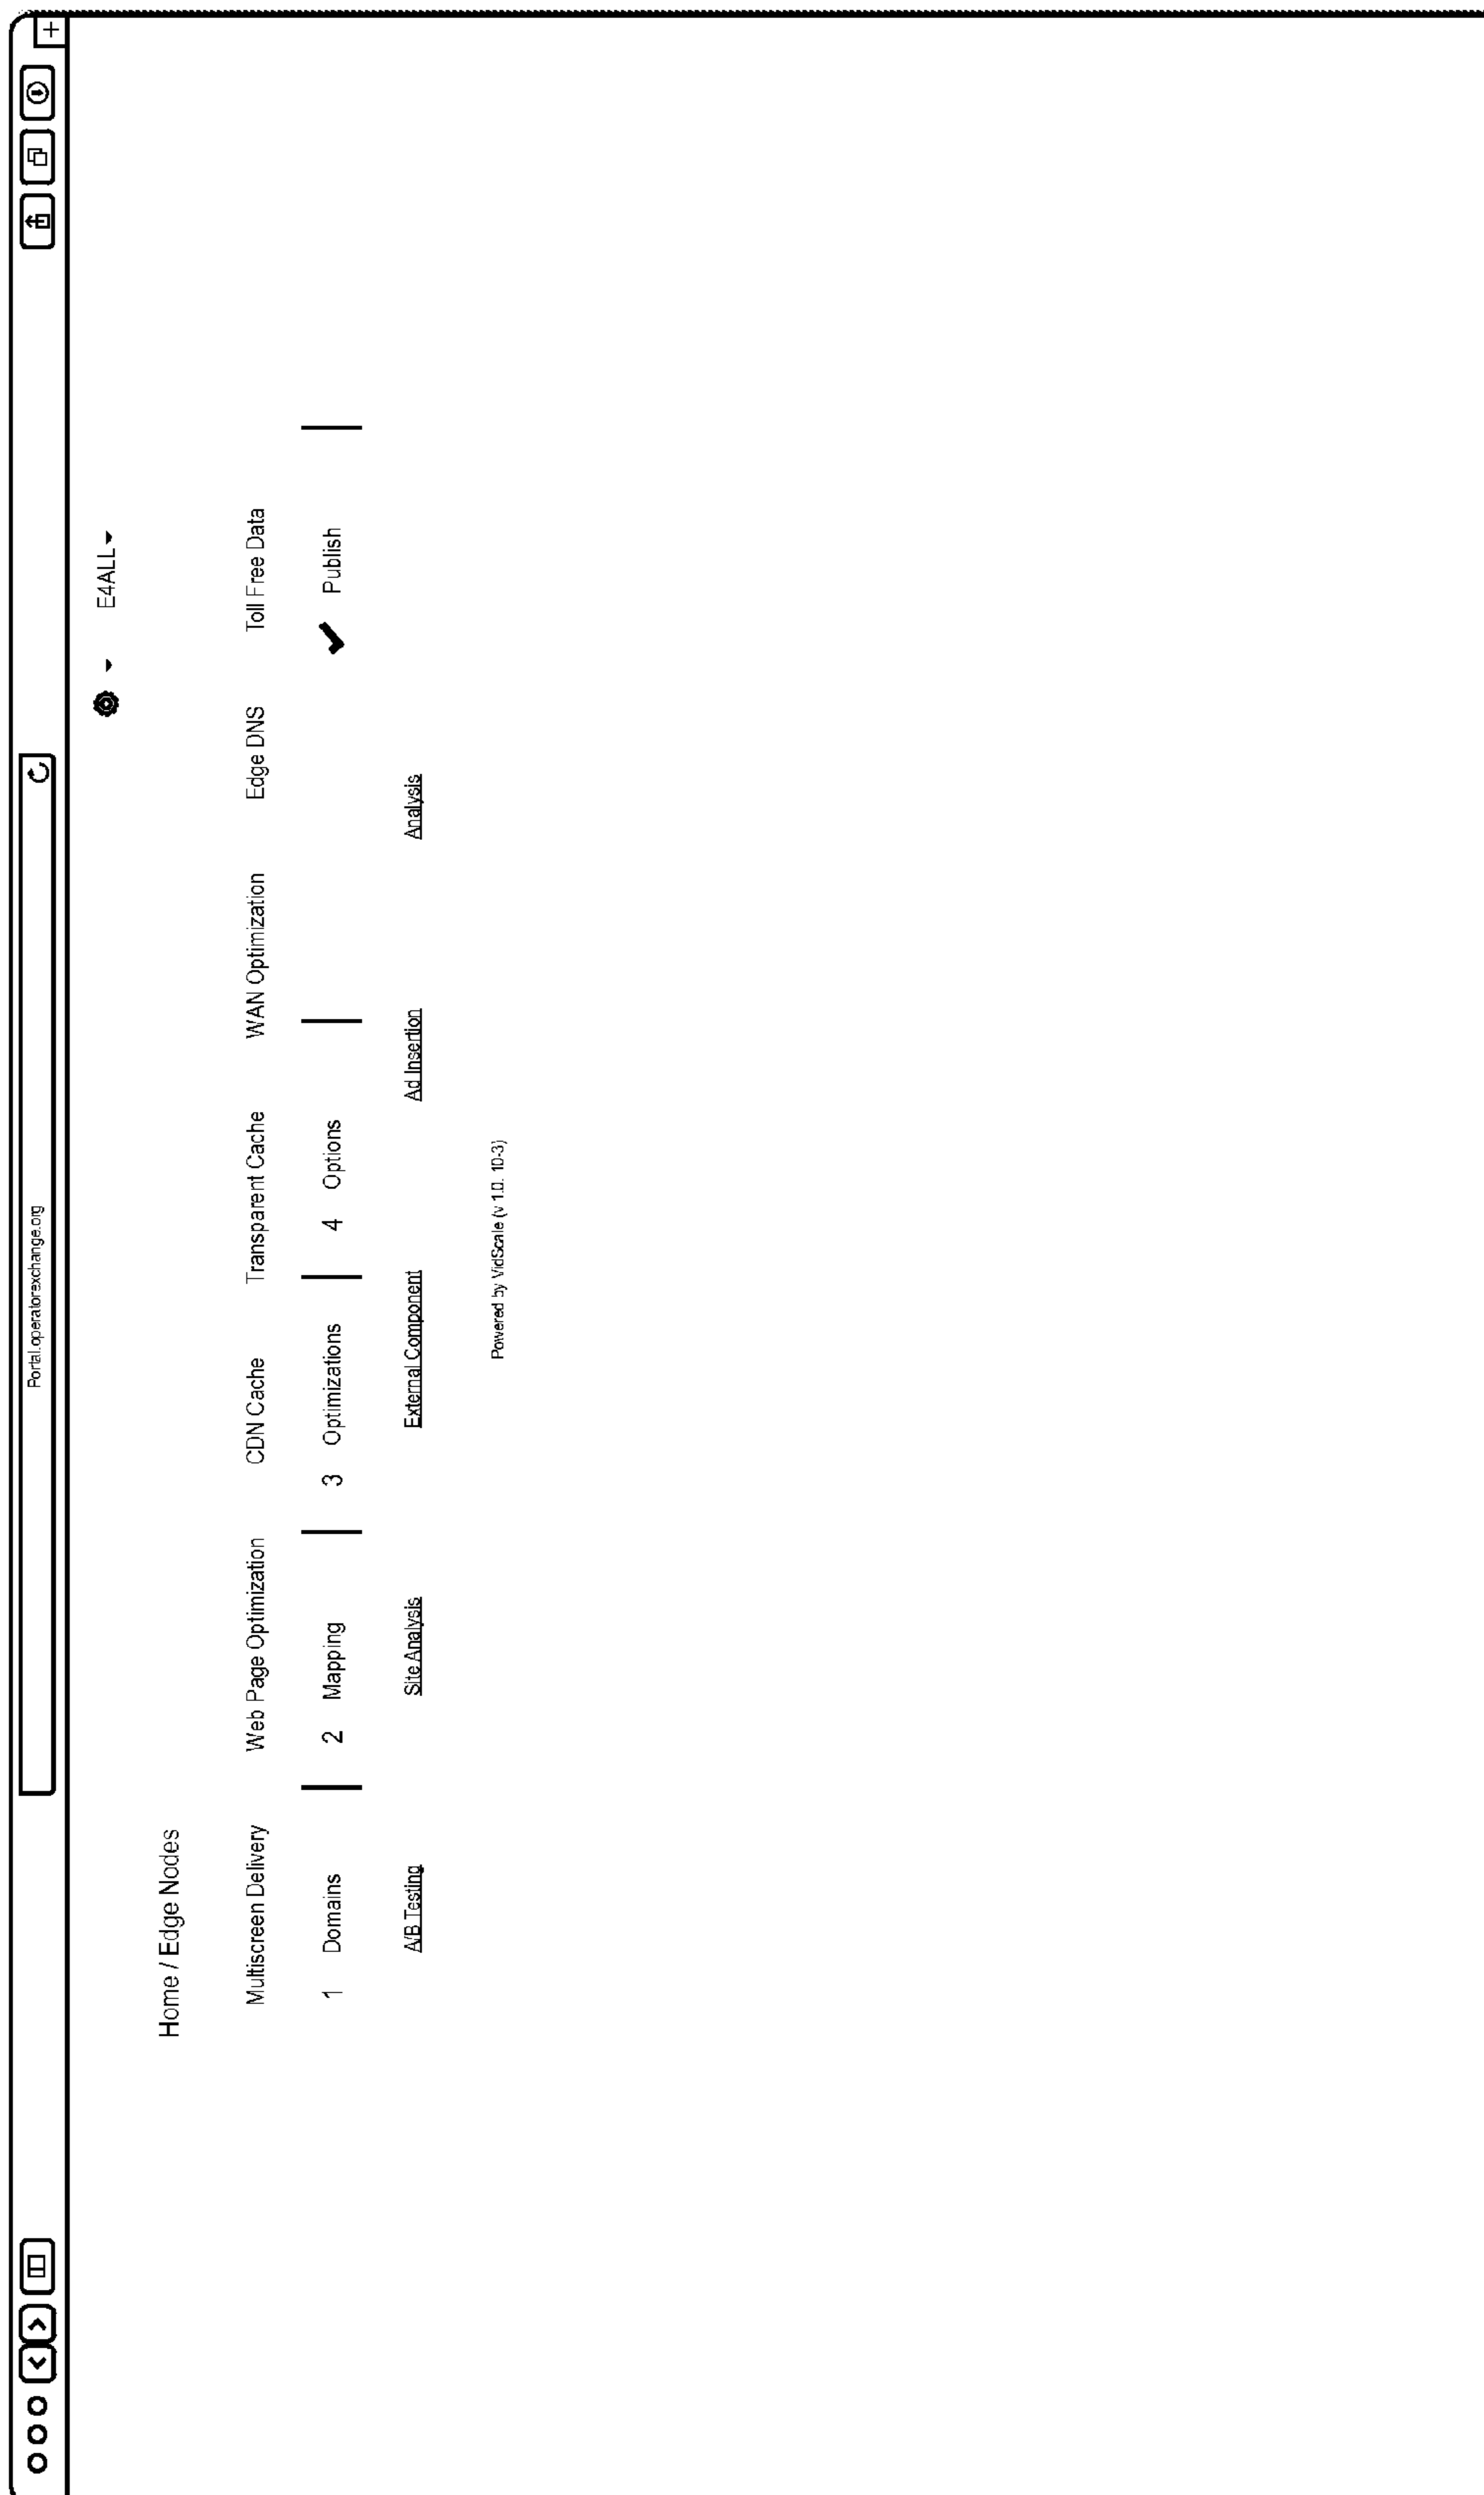 Portal.operatorexchange.org
+
E4ALL
Home / Edge Nodes
Multiscreen Delivery Web Page Optimization CDN Cache Transparent Cache WAN Optimization Edge DNS Toll Free Data
1 Domains 2 Mapping 3 Optimizations 4 Options Publish
A/B Testing Site Analysis External Component Ad Insertion Analysis
Powered by VidScale (v 1.0. 10-3)